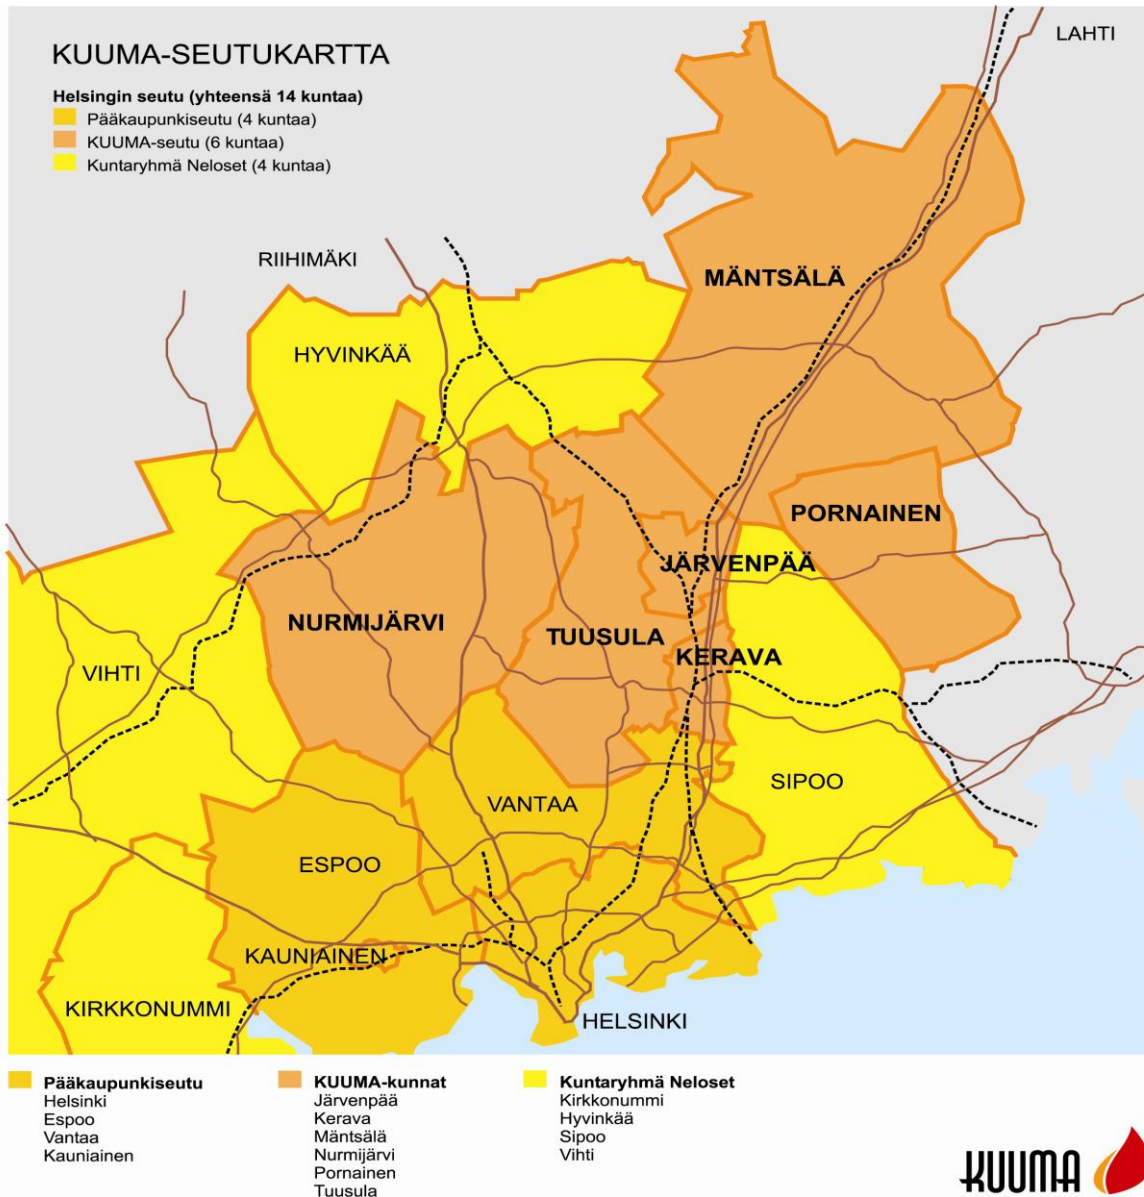 KUUMA-SEUTUKARTTA
Helsingin seutu (yhteensä 14 kuntaa)
Pääkaupunkiseutu (4 kuntaa)
KUUMA-seutu (6 kuntaa)
Kuntaryhmä Neloset (4 kuntaa)
LAHTI
RIIHIMÄKI
MÄNTSÄLÄ
HYVINKÄÄ
PORNAINEN
JÄRVENPÄÄ
NURMIJÄRVI
TUUSULA
KERAVA
VIHTI
SIPOO
VANTAA
ESPOO
KAUNIAINEN
KIRKKONUMMI
HELSINKI
Pääkaupunkiseutu
Helsinki
Espoo
Vantaa
Kauniainen
KUUMA-kunnat
Järvenpää
Kerava
Mäntsälä
Nurmijärvi
Pornainen
Tuusula
Kuntaryhmä Neloset
Kirkkonummi
Hyvinkää
Sipoo
Vihti
KUUMA